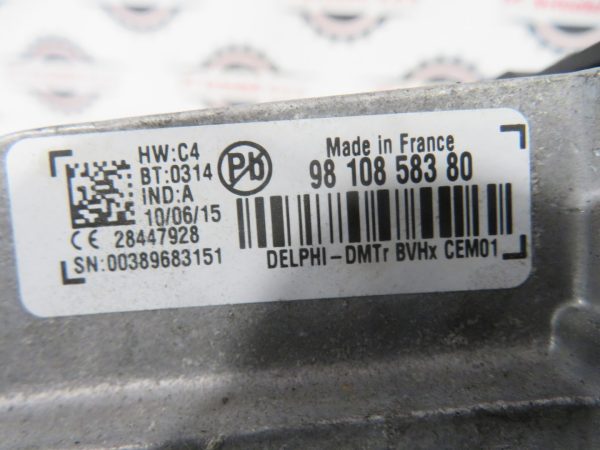 HW:C4
BT:0314
IND:A
10/06/15
CE 28447928
SN:00389683151
Pb
Made in France
98 108 583 80
DELPHI-DMTr BVHx CEM01